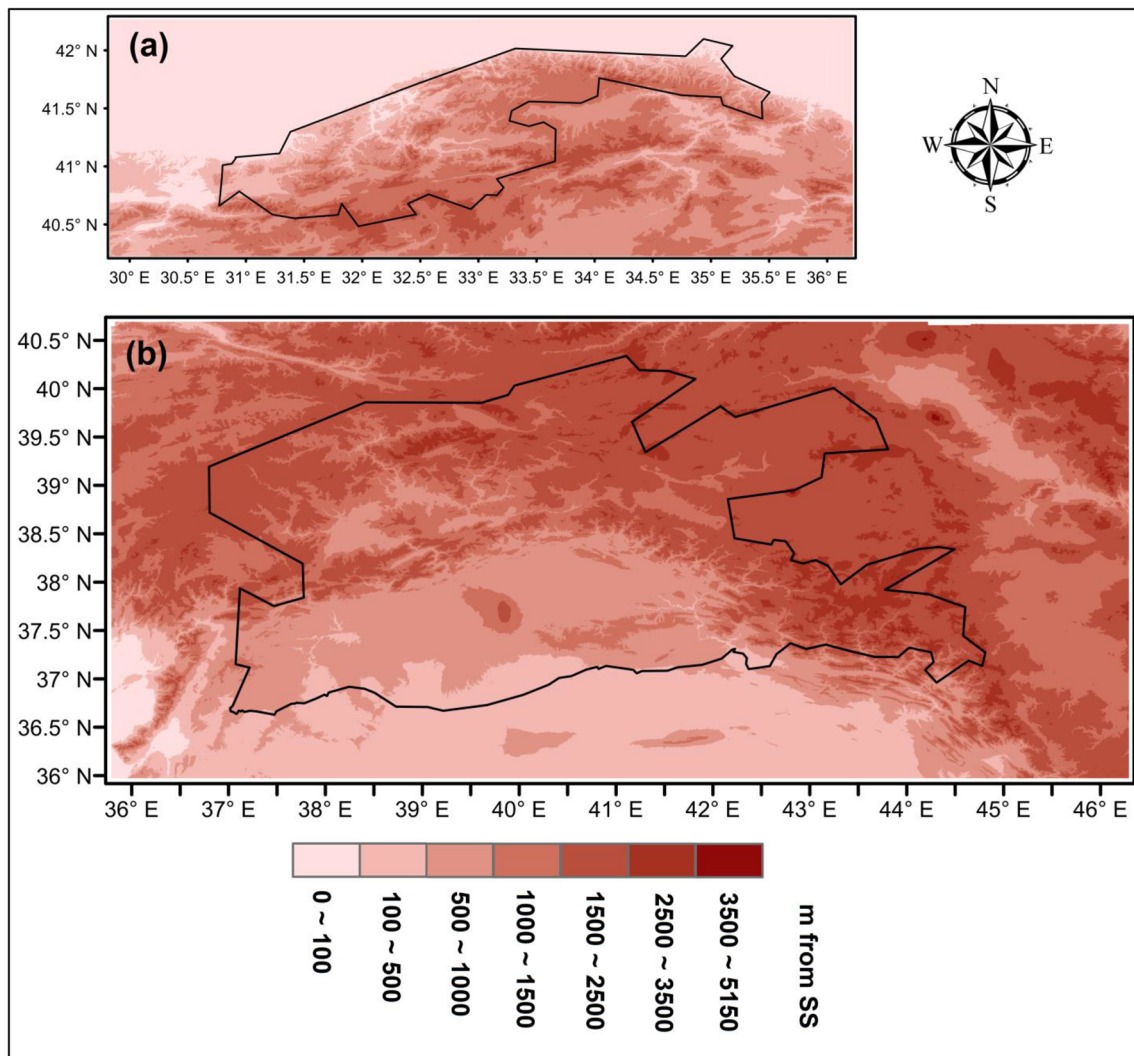 (a)
42° N
41.5° N
41° N
40.5° N
30° E 30.5° E 31° E 31.5° E 32° E 32.5° E 33° E 33.5° E 34° E 34.5° E 35° E 35.5° E 36° E
N
W E
S
(b)
40.5° N
40° N
39.5° N
39° N
38.5° N
38° N
37.5° N
37° N
36.5° N
36° N
36° E 37° E 38° E 39° E 40° E 41° E 42° E 43° E 44° E 45° E 46° E
0 ~ 100
100 ~ 500
500 ~ 1000
1000 ~ 1500
1500 ~ 2500
2500 ~ 3500
3500 ~ 5150
m from SS